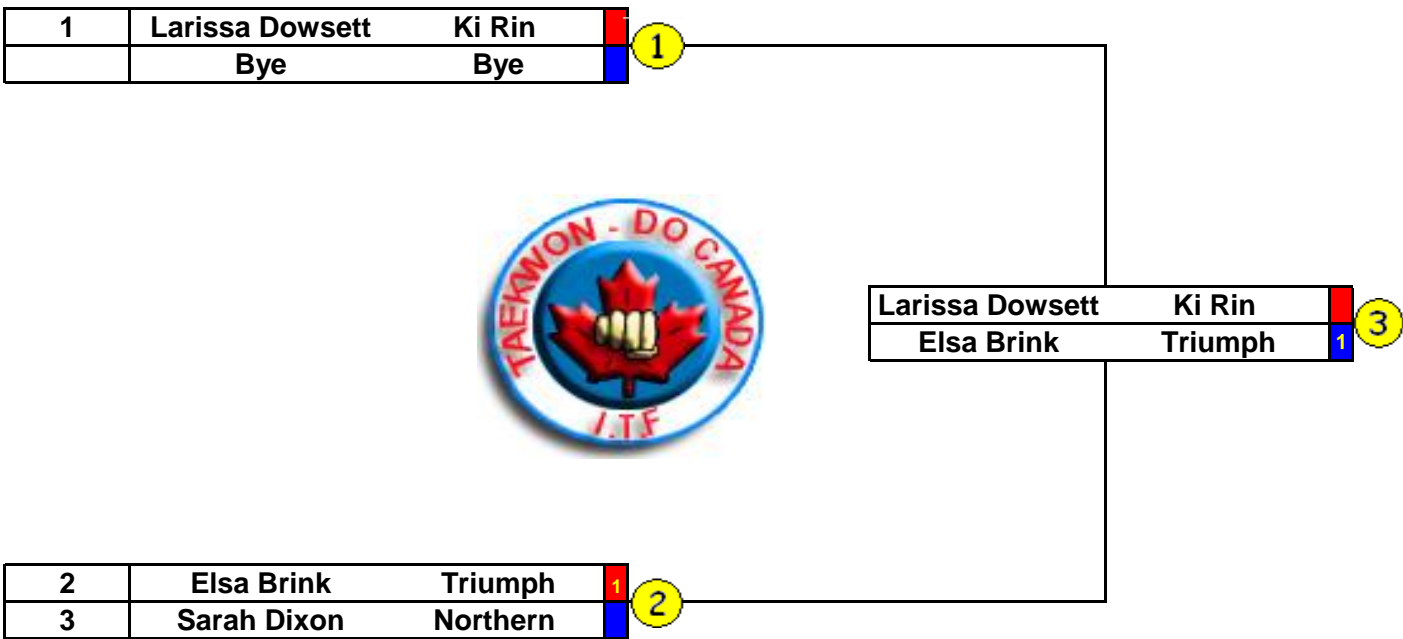 1 Larissa Dowsett Ki Rin
Bye Bye
1
TAEKWON - DO CANADA
I.T.F
Larissa Dowsett Ki Rin
Elsa Brink Triumph 1
3
2 Elsa Brink Triumph 1
3 Sarah Dixon Northern
2